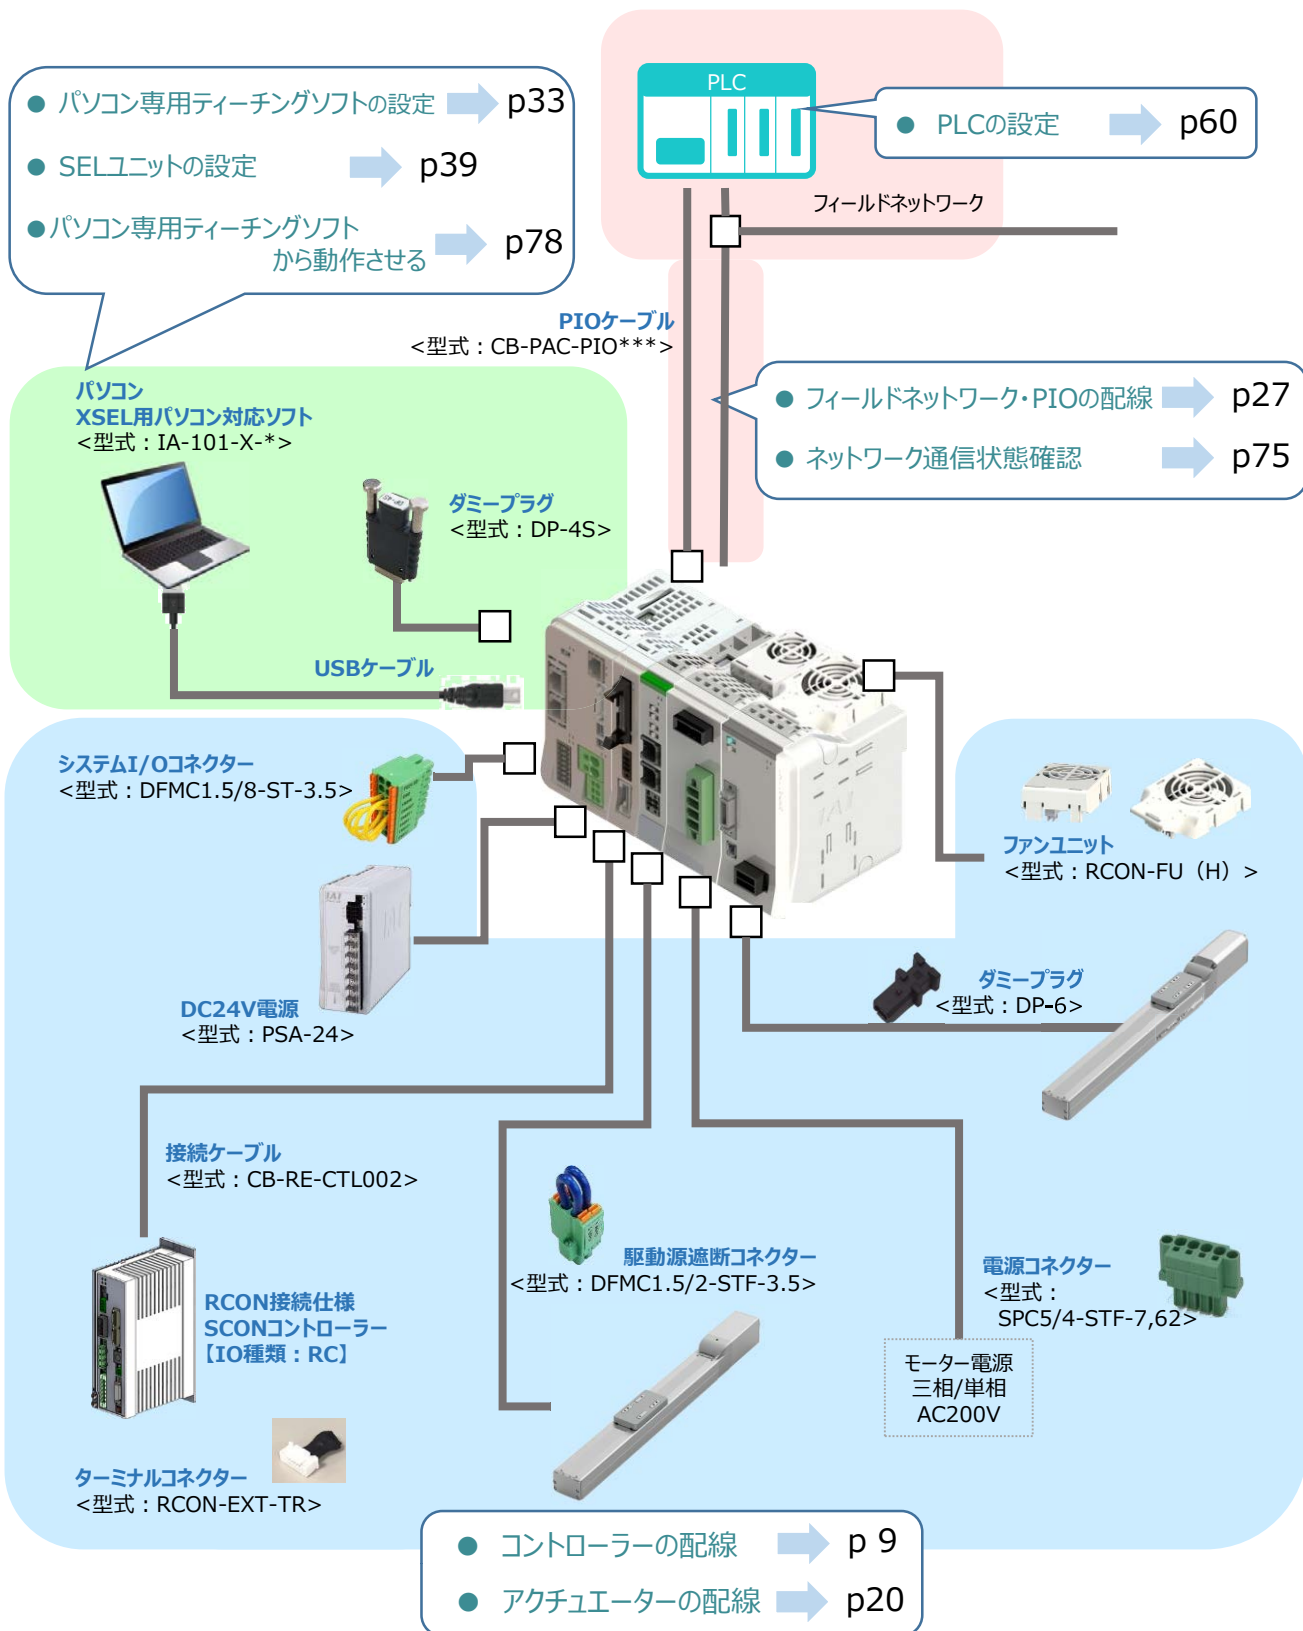 PLC
● パソコン専用ティーチングソフトの設定 p33
● SELユニットの設定 p39
●パソコン専用ティーチングソフト
から動作させる p78
● PLCの設定 p60
フィールドネットワーク
PIOケーブル
<型式：CB-PAC-PIO***>
● フィールドネットワーク・PIOの配線 p27
● ネットワーク通信状態確認 p75
パソコン
XSEL用パソコン対応ソフト
<型式：IA-101-X-*>
ダミープラグ
<型式：DP-4S>
USBケーブル
システムI/Oコネクター
<型式：DFMC1.5/8-ST-3.5>
ファンユニット
<型式：RCON-FU（H）>
DC24V電源
<型式：PSA-24>
ダミープラグ
<型式：DP-6>
接続ケーブル
<型式：CB-RE-CTL002>
駆動源遮断コネクター
<型式：DFMC1.5/2-STF-3.5>
電源コネクター
<型式：
SPC5/4-STF-7,62>
RCON接続仕様
SCONコントローラー
【IO種類：RC】
モーター電源
三相/単相
AC200V
ターミナルコネクター
<型式：RCON-EXT-TR>
● コントローラーの配線 p 9
● アクチュエーターの配線 p20